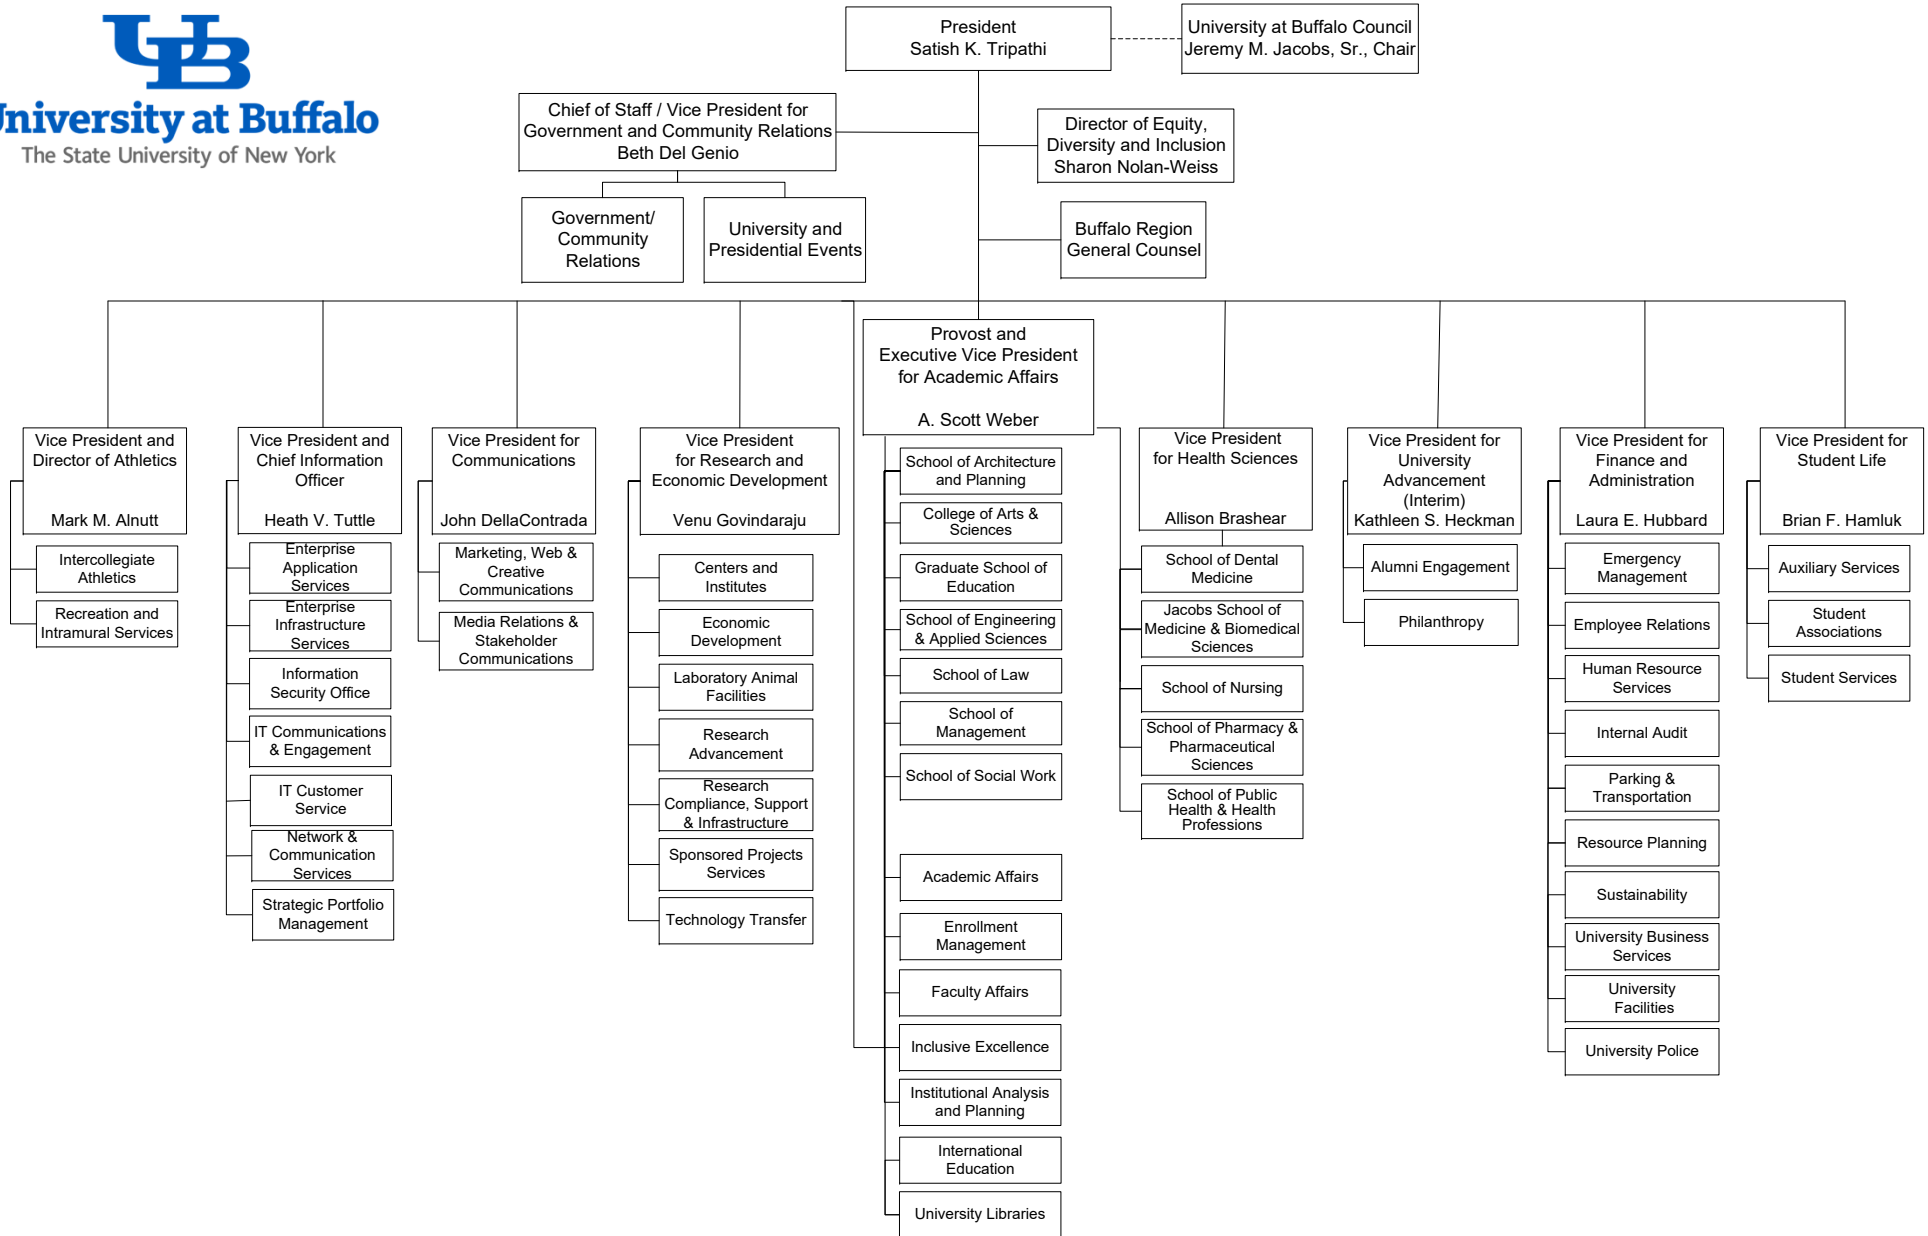 UB
University at Buffalo
The State University of New York
President
Satish K. Tripathi
University at Buffalo Council
Jeremy M. Jacobs, Sr., Chair
Chief of Staff / Vice President for
Government and Community Relations
Beth Del Genio
Director of Equity,
Diversity and Inclusion
Sharon Nolan-Weiss
Government/
Community
Relations
University and
Presidential Events
Buffalo Region
General Counsel
Provost and
Executive Vice President
for Academic Affairs
A. Scott Weber
Vice President and
Director of Athletics
Mark M. Alnutt
Intercollegiate
Athletics
Recreation and
Intramural Services
Vice President and
Chief Information
Officer
Heath V. Tuttle
Enterprise
Application
Services
Enterprise
Infrastructure
Services
Information
Security Office
IT Communications
& Engagement
IT Customer
Service
Network &
Communication
Services
Strategic Portfolio
Management
Vice President for
Communications
John DellaContrada
Marketing, Web &
Creative
Communications
Media Relations &
Stakeholder
Communications
Vice President
for Research and
Economic Development
Venu Govindaraju
Centers and
Institutes
Economic
Development
Laboratory Animal
Facilities
Research
Advancement
Research
Compliance, Support
& Infrastructure
Sponsored Projects
Services
Technology Transfer
School of Architecture
and Planning
College of Arts &
Sciences
Graduate School of
Education
School of Engineering
& Applied Sciences
School of Law
School of
Management
School of Social Work
Academic Affairs
Enrollment
Management
Faculty Affairs
Inclusive Excellence
Institutional Analysis
and Planning
International
Education
University Libraries
Vice President
for Health Sciences
Allison Brashear
School of Dental
Medicine
Jacobs School of
Medicine & Biomedical
Sciences
School of Nursing
School of Pharmacy &
Pharmaceutical
Sciences
School of Public
Health & Health
Professions
Vice President for
University
Advancement
(Interim)
Kathleen S. Heckman
Alumni Engagement
Philanthropy
Vice President for
Finance and
Administration
Laura E. Hubbard
Emergency
Management
Employee Relations
Human Resource
Services
Internal Audit
Parking &
Transportation
Resource Planning
Sustainability
University Business
Services
University
Facilities
University Police
Vice President for
Student Life
Brian F. Hamluk
Auxiliary Services
Student
Associations
Student Services